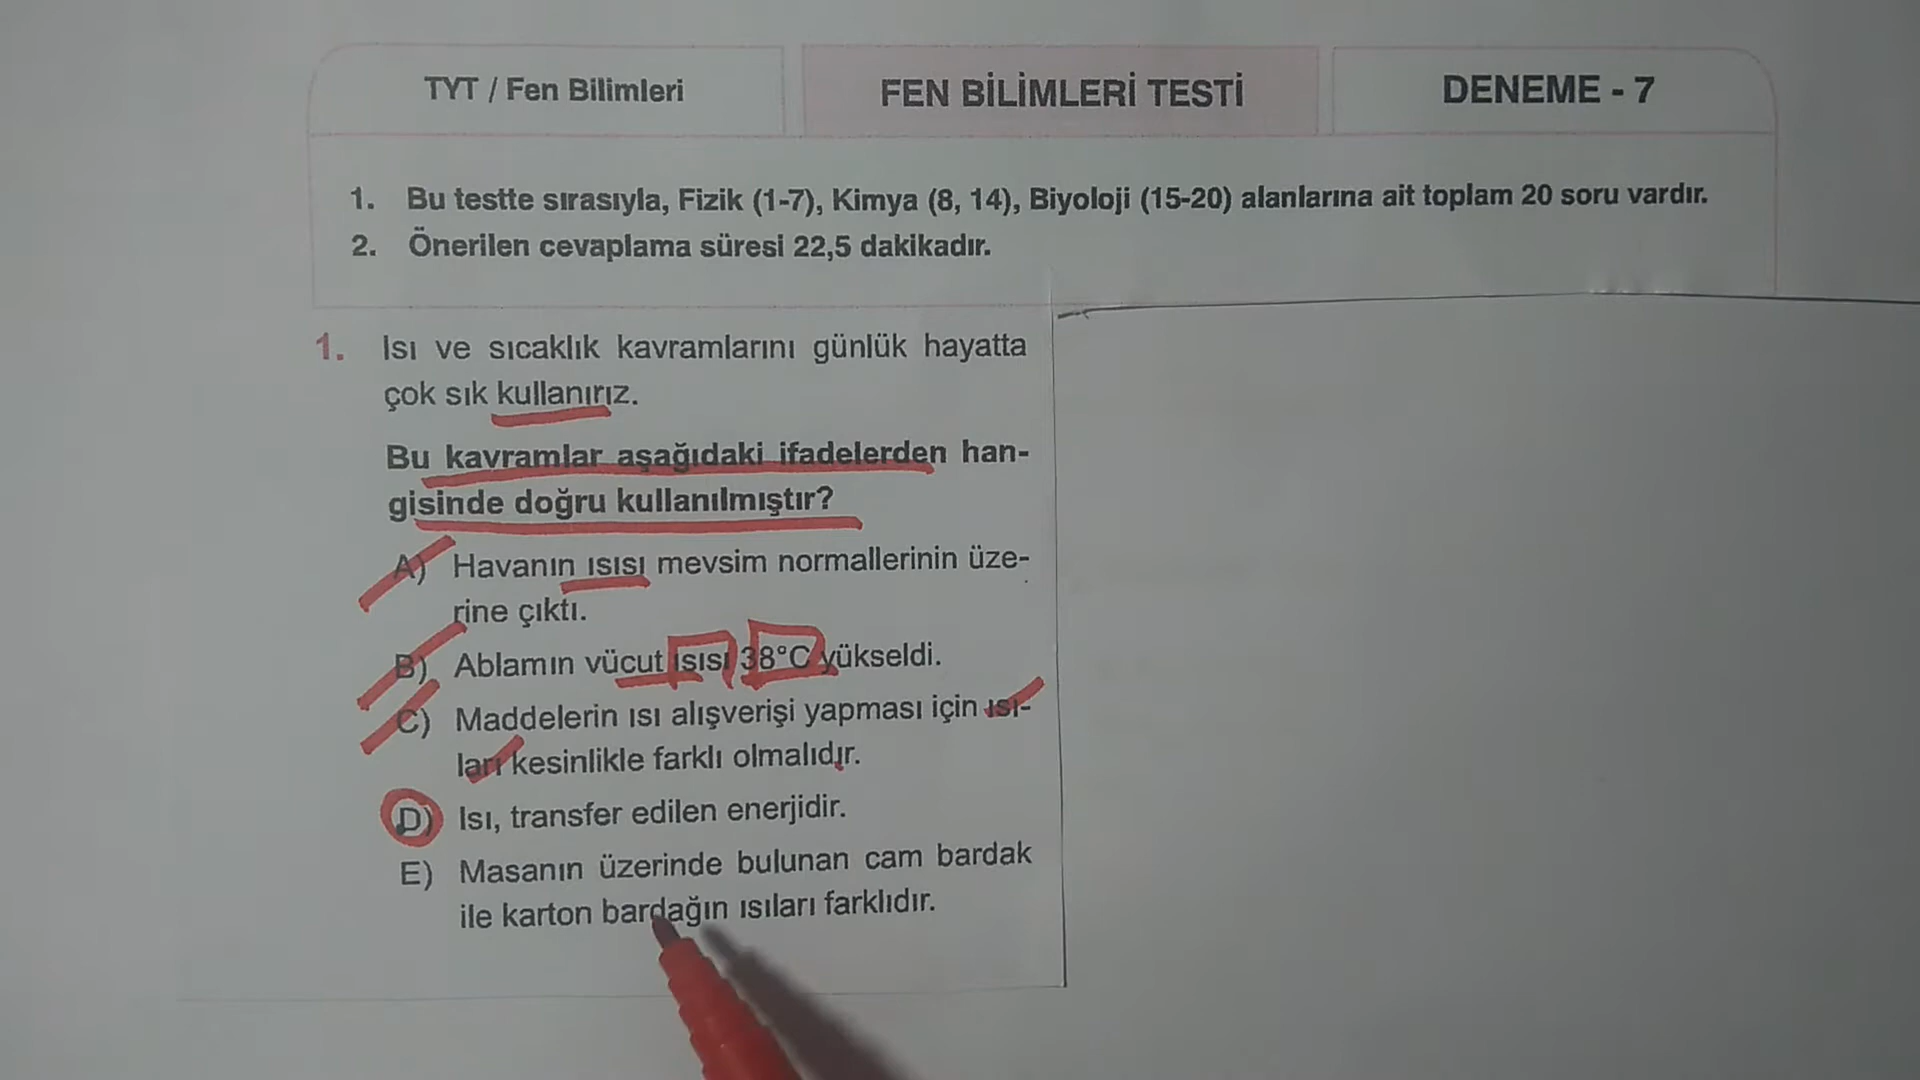 TYT / Fen Bilimleri
FEN BİLİMLERİ TESTİ
DENEME - 7
1. Bu testte sırasıyla, Fizik (1-7), Kimya (8, 14), Biyoloji (15-20) alanlarına ait toplam 20 soru vardır.
2. Önerilen cevaplama süresi 22,5 dakikadır.
1. Isı ve sıcaklık kavramlarını günlük hayatta
çok sık kullanırız.
Bu kavramlar aşağıdaki ifadelerden han-
gisinde doğru kullanılmıştır?
A) Havanın ısısı mevsim normallerinin üze-
rine çıktı.
B) Ablamın vücut ısısı 38°C yükseldi.
C) Maddelerin ısı alışverişi yapması için ısı-
ları kesinlikle farklı olmalıdır.
D) Isı, transfer edilen enerjidir.
E) Masanın üzerinde bulunan cam bardak
ile karton bardağın ısıları farklıdır.